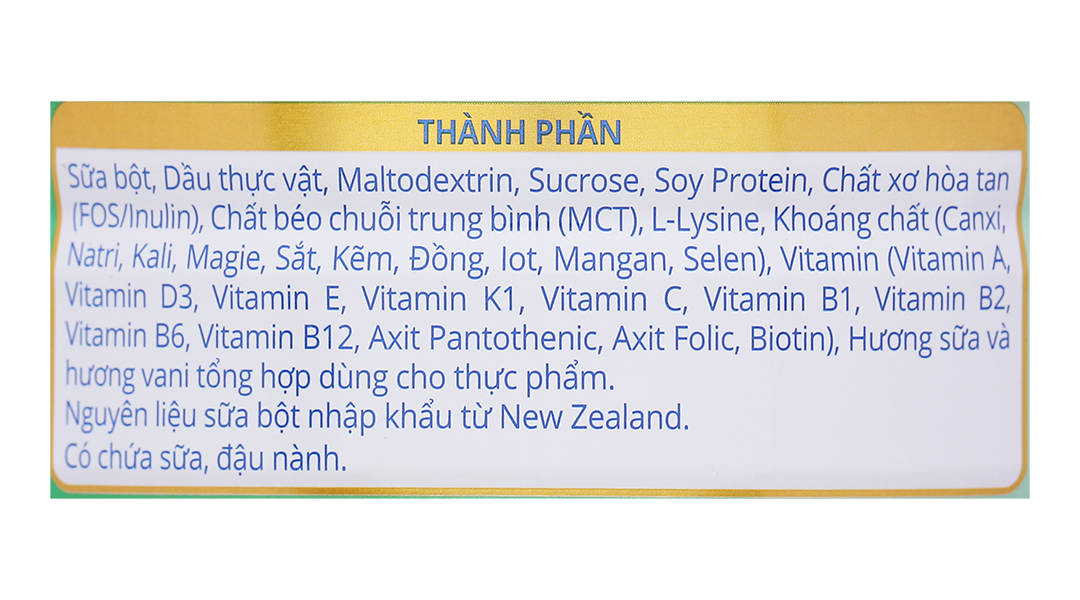 THÀNH PHẦN
Sữa bột, Dầu thực vật, Maltodextrin, Sucrose, Soy Protein, Chất xơ hòa tan
(FOS/Inulin), Chất béo chuỗi trung bình (MCT), L-Lysine, Khoáng chất (Canxi,
Natri, Kali, Magie, Sắt, Kẽm, Đồng, Iot, Mangan, Selen), Vitamin (Vitamin A,
Vitamin D3, Vitamin E, Vitamin K1, Vitamin C, Vitamin B1, Vitamin B2,
Vitamin B6, Vitamin B12, Axit Pantothenic, Axit Folic, Biotin), Hương sữa và
hương vani tổng hợp dùng cho thực phẩm.
Nguyên liệu sữa bột nhập khẩu từ New Zealand.
Có chứa sữa, đậu nành.